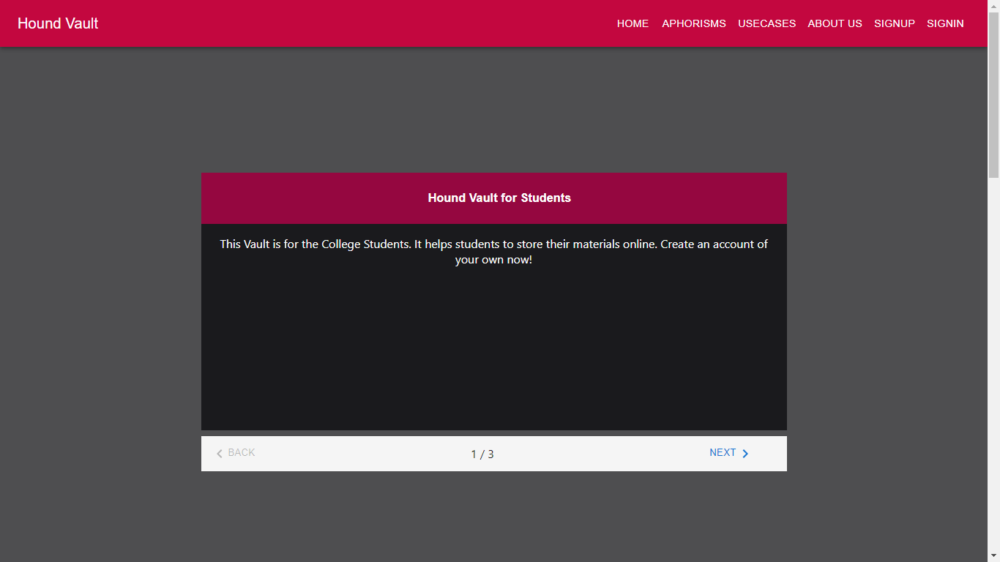 Hound Vault
HOME APHORISMS USECASES ABOUT US SIGNUP SIGNIN
Hound Vault for Students
This Vault is for the College Students. It helps students to store their materials online. Create an account of
your own now!
BACK 1 / 3 NEXT